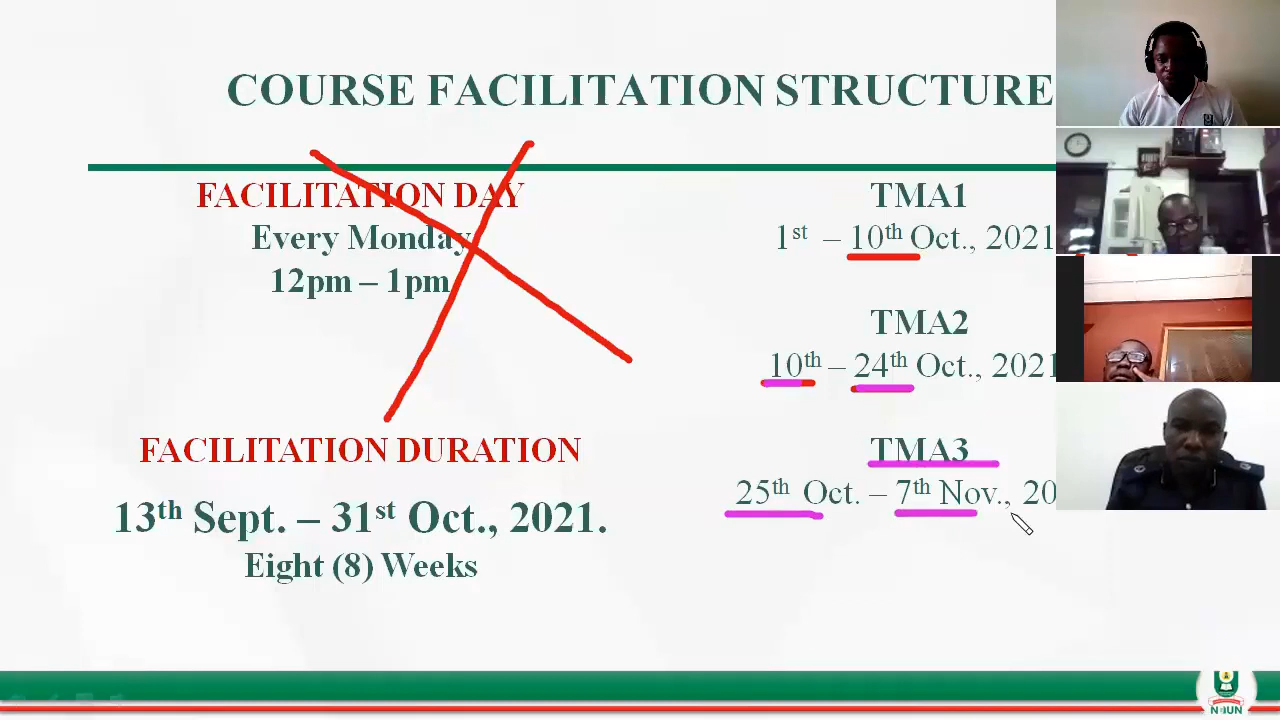 COURSE FACILITATION STRUCTURE
FACILITATION DAY
Every Monday
12pm – 1pm
FACILITATION DURATION
13th Sept. – 31st Oct., 2021.
Eight (8) Weeks
TMA1
1st – 10th Oct., 2021
TMA2
10th – 24th Oct., 2021
TMA3
25th Oct. – 7th Nov., 20
NOUN